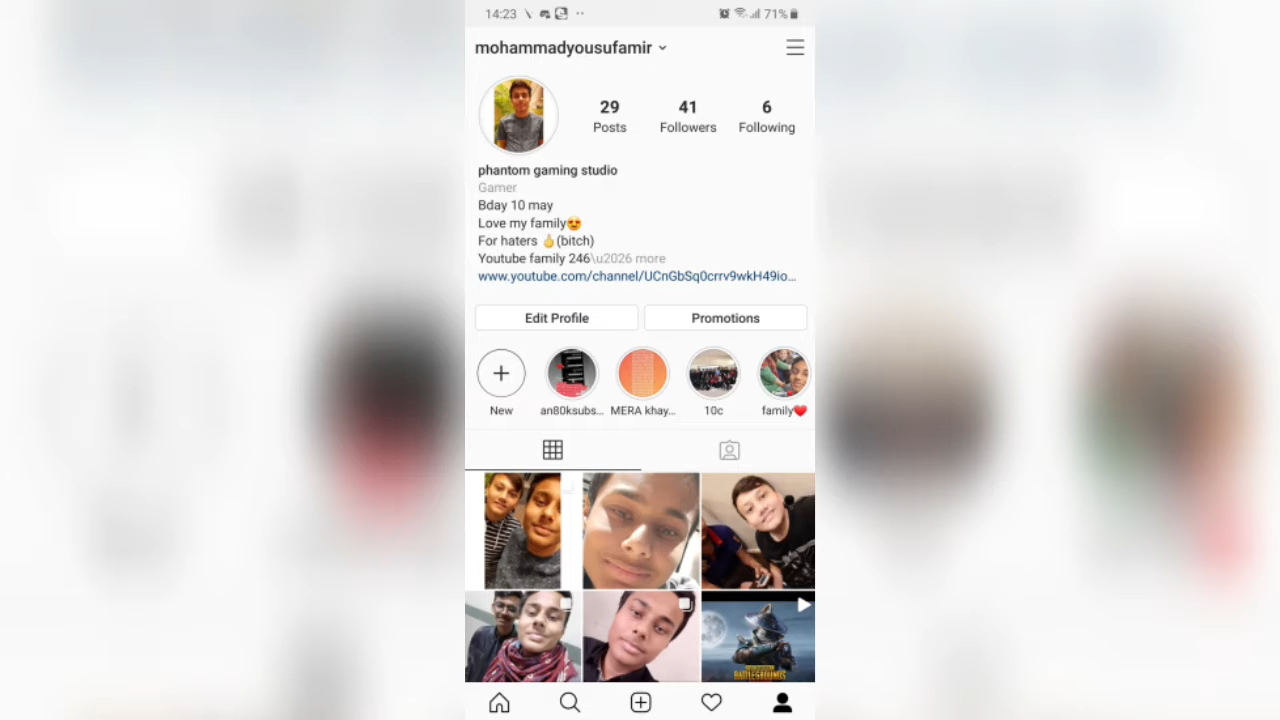 14:23
71%
mohammadyousufamir
29 41 6
Posts Followers Following
phantom gaming studio
Gamer
Bday 10 may
Love my family😍
For haters 🖕(bitch)
Youtube family 246\u2026 more
www.youtube.com/channel/UCnGbSq0crrv9wkH49io...
Edit Profile Promotions
New an80ksubs... MERA khay... 10c family❤️
BATTLEGROUNDS